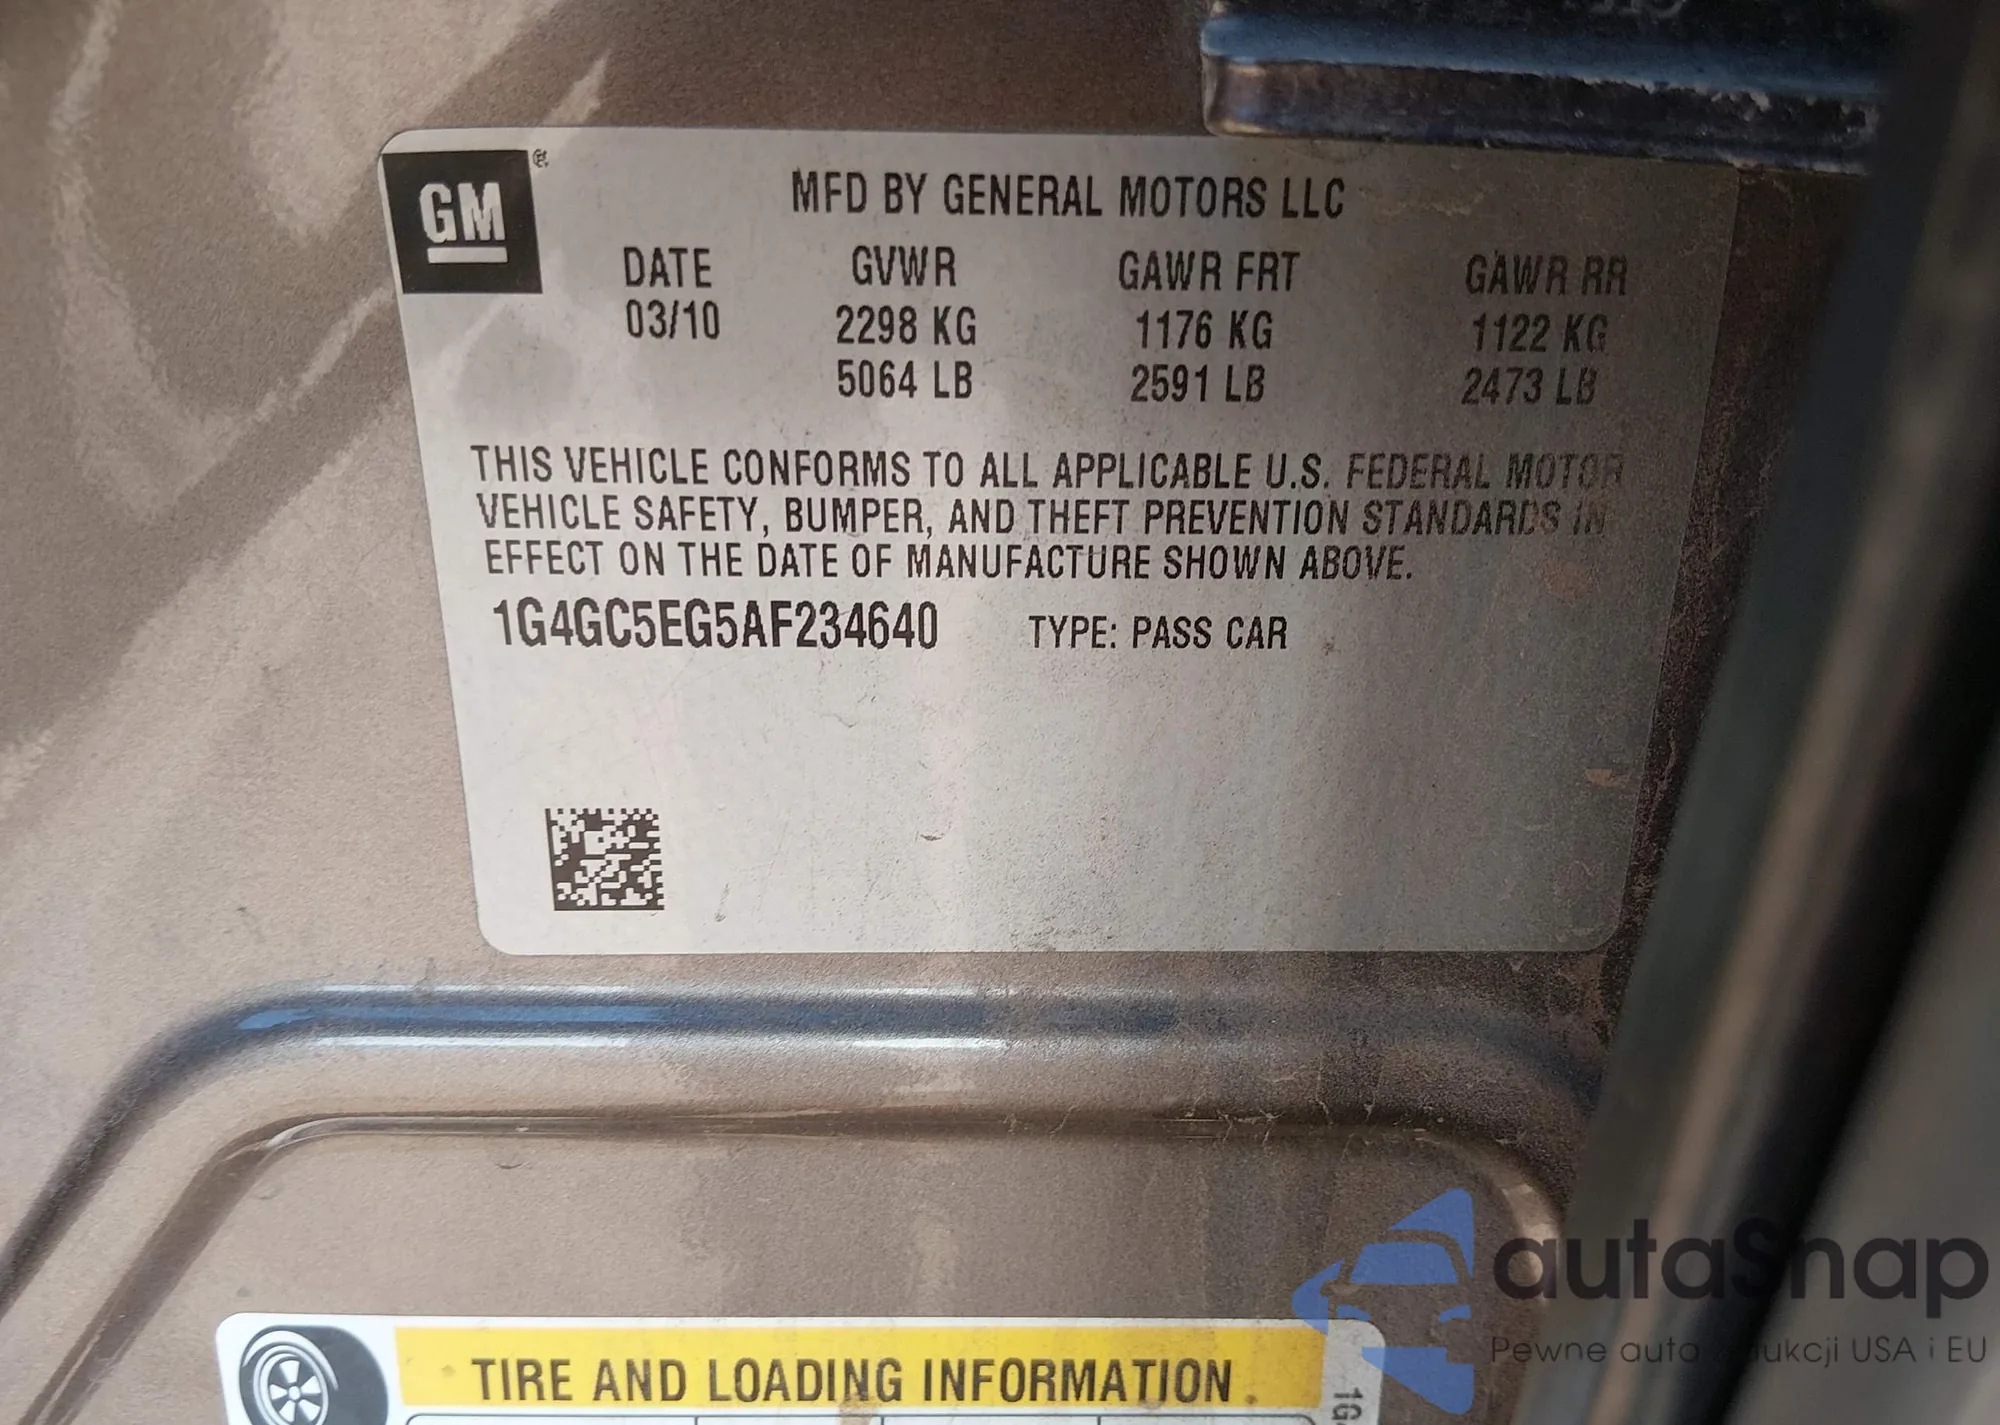 GM
MFD BY GENERAL MOTORS LLC
DATE GVWR GAWR FRT GAWR RR
03/10 2298 KG 1176 KG 1122 KG
5064 LB 2591 LB 2473 LB
THIS VEHICLE CONFORMS TO ALL APPLICABLE U.S. FEDERAL MOTOR
VEHICLE SAFETY, BUMPER, AND THEFT PREVENTION STANDARDS IN
EFFECT ON THE DATE OF MANUFACTURE SHOWN ABOVE.
1G4GC5EG5AF234640 TYPE: PASS CAR
TIRE AND LOADING INFORMATION
autaSnap
Pewne auta USA i EU